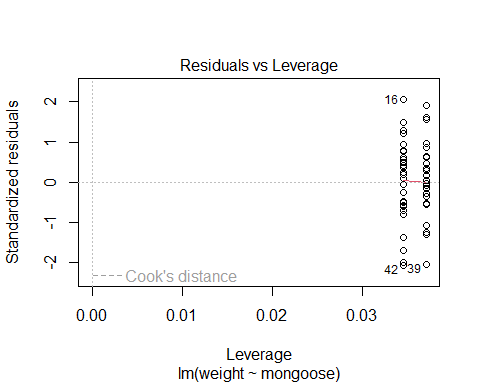 Residuals vs Leverage
Standardized residuals
2
1
0
-1
-2
16
42
39
Cook's distance
0.00
0.01
0.02
0.03
Leverage
lm(weight ~ mongoose)